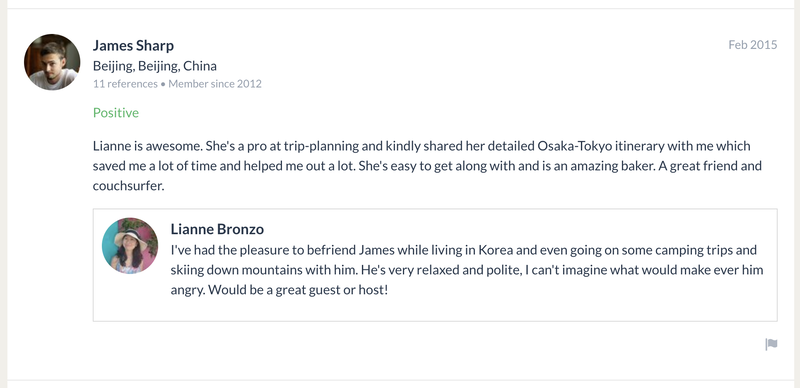 James Sharp
Feb 2015
Beijing, Beijing, China
11 references • Member since 2012
Positive
Lianne is awesome. She's a pro at trip-planning and kindly shared her detailed Osaka-Tokyo itinerary with me which
saved me a lot of time and helped me out a lot. She's easy to get along with and is an amazing baker. A great friend and
couchsurfer.
Lianne Bronzo
I've had the pleasure to befriend James while living in Korea and even going on some camping trips and
skiing down mountains with him. He's very relaxed and polite, I can't imagine what would make ever him
angry. Would be a great guest or host!